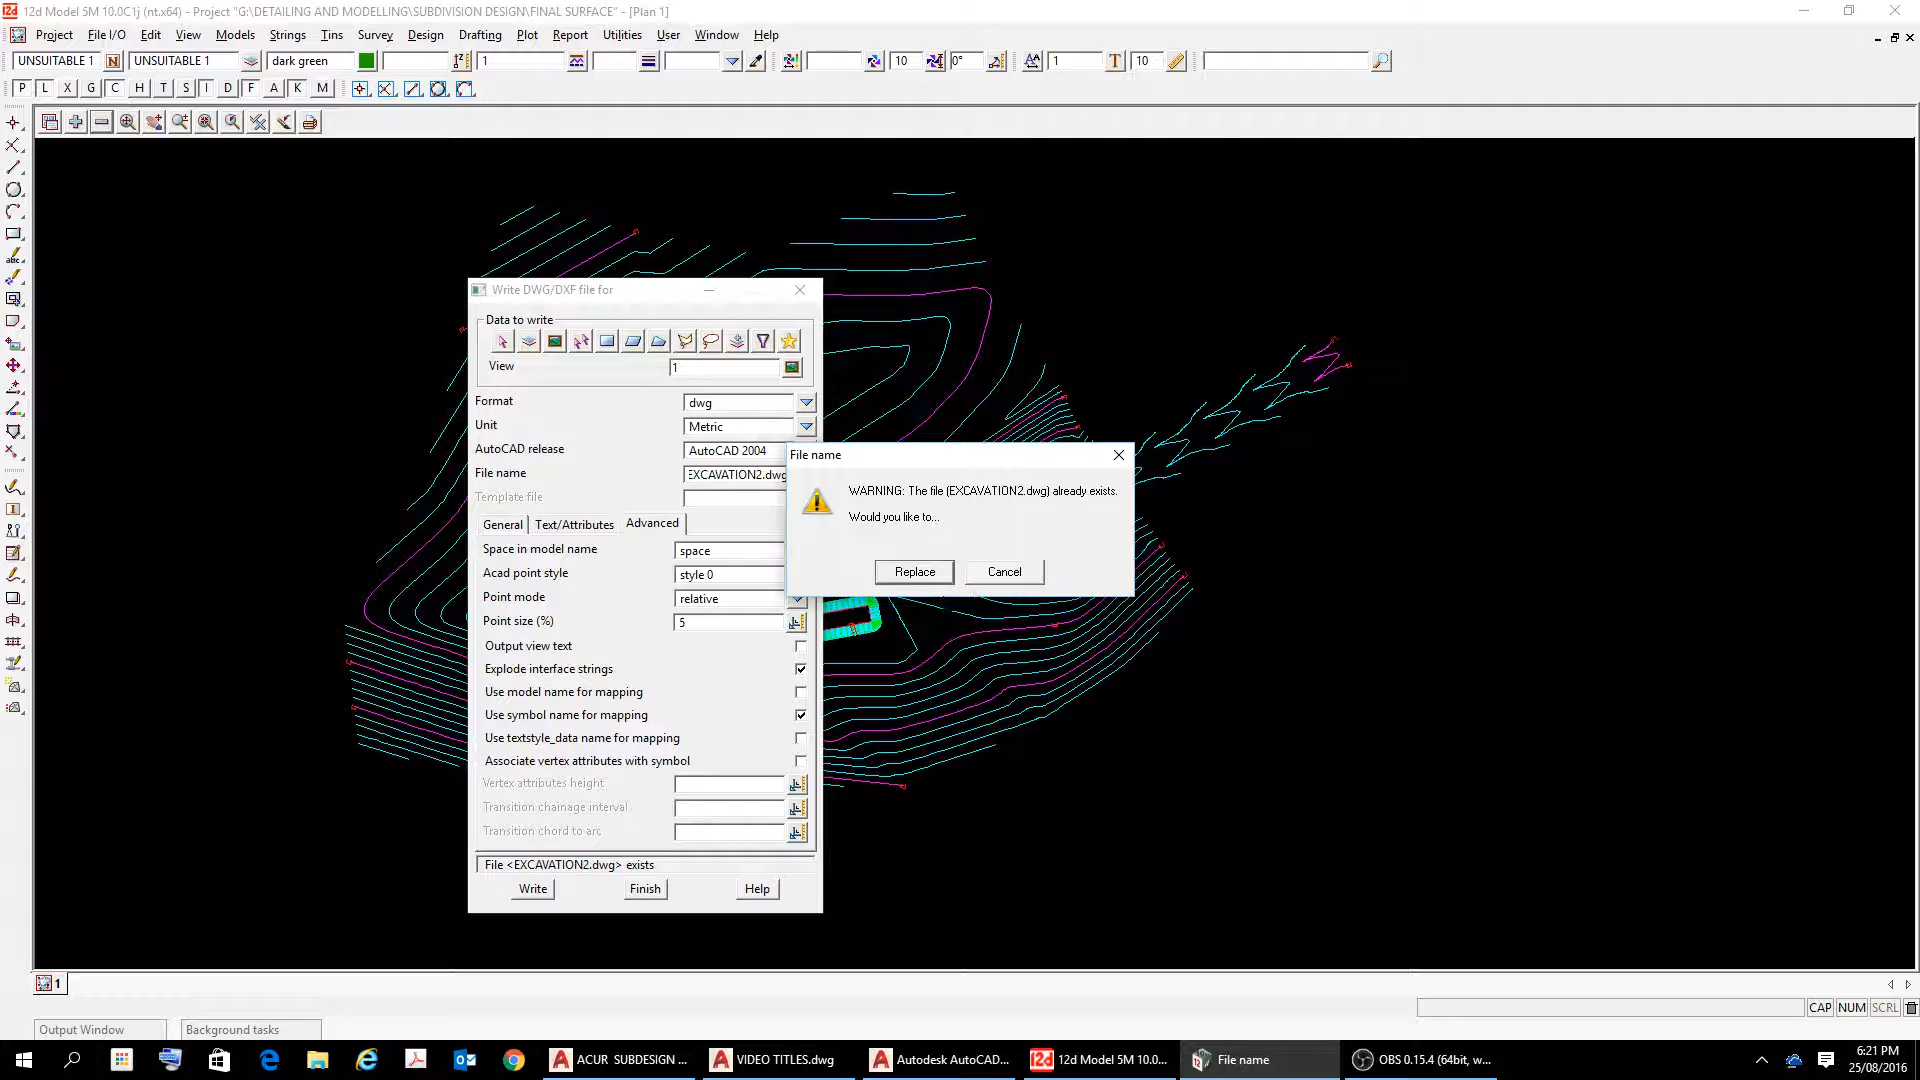 12d Model 5M 10.0C1j (nt.x64) - Project "G:\DETAILING AND MODELLING\SUBDIVISION DESIGN\FINAL SURFACE" - [Plan 1]
Project File I/O Edit View Models Strings Tins Survey Design Drafting Plot Report Utilities User Window Help
UNSUITABLE 1 N UNSUITABLE 1 dark green 1 10 0° 1 T 10
P L X G C H T S I D F A K M
Write DWG/DXF file for
Data to write
View 1
Format dwg
Unit Metric
AutoCAD release AutoCAD 2004
File name EXCAVATION2.dwg
Template file
General Text/Attributes Advanced
Space in model name space
Acad point style style 0
Point mode relative
Point size (%) 5
Output view text
Explode interface strings
Use model name for mapping
Use symbol name for mapping
Use textstyle_data name for mapping
Associate vertex attributes with symbol
Vertex attributes height
Transition chainage interval
Transition chord to arc
File <EXCAVATION2.dwg> exists
Write Finish Help
File name
WARNING: The file (EXCAVATION2.dwg) already exists.
Would you like to...
Replace Cancel
1
CAP NUM SCRL
Output Window Background tasks
ACUR SUBDESIGN ... VIDEO TITLES.dwg Autodesk AutoCAD... 12d Model 5M 10.0... File name OBS 0.15.4 (64bit, w...
6:21 PM
25/08/2016